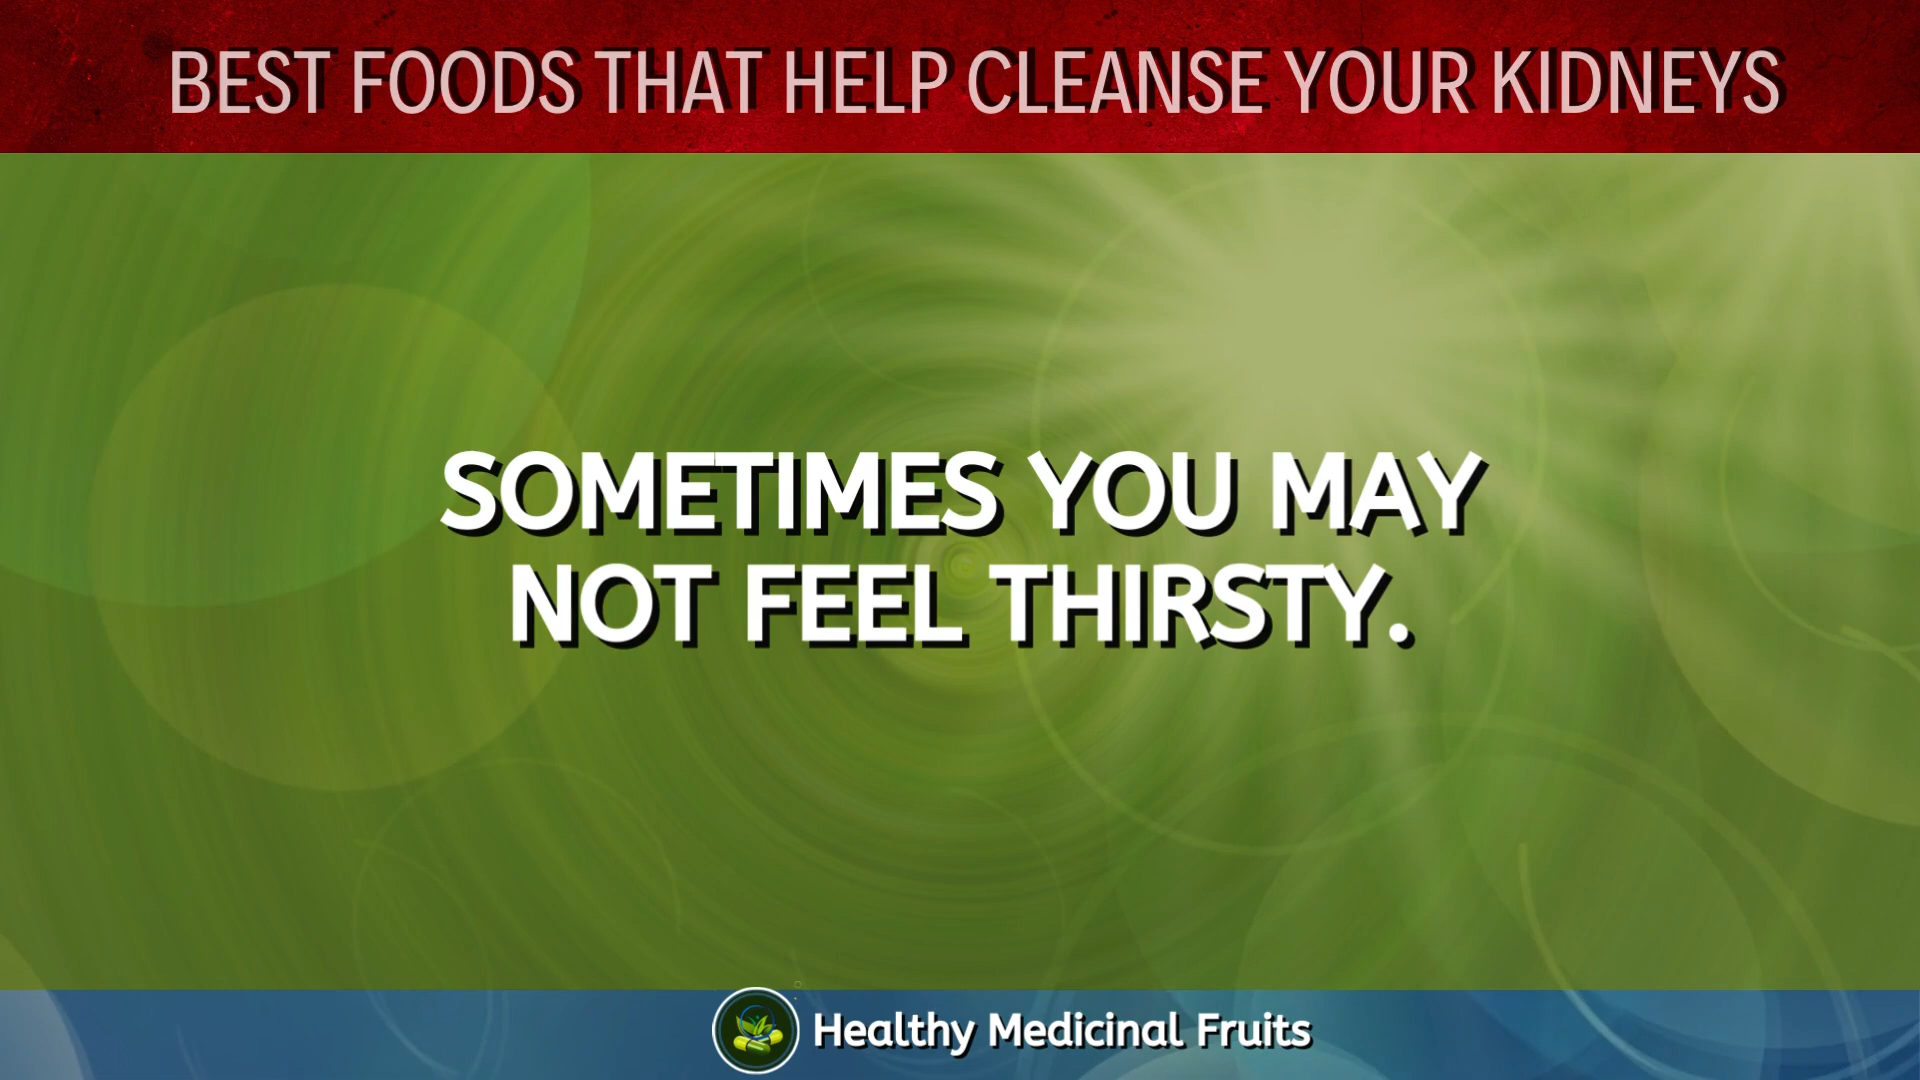 BEST FOODS THAT HELP CLEANSE YOUR KIDNEYS
SOMETIMES YOU MAY
NOT FEEL THIRSTY.
Healthy Medicinal Fruits